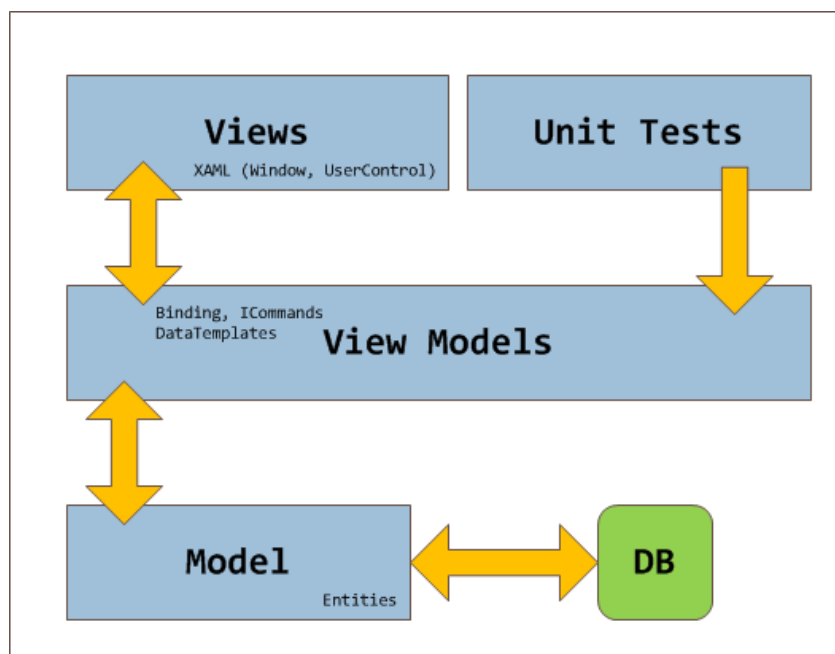 Views
XAML (Window, UserControl)
Unit Tests
Binding, ICommands
DataTemplates
View Models
Model
Entities
DB